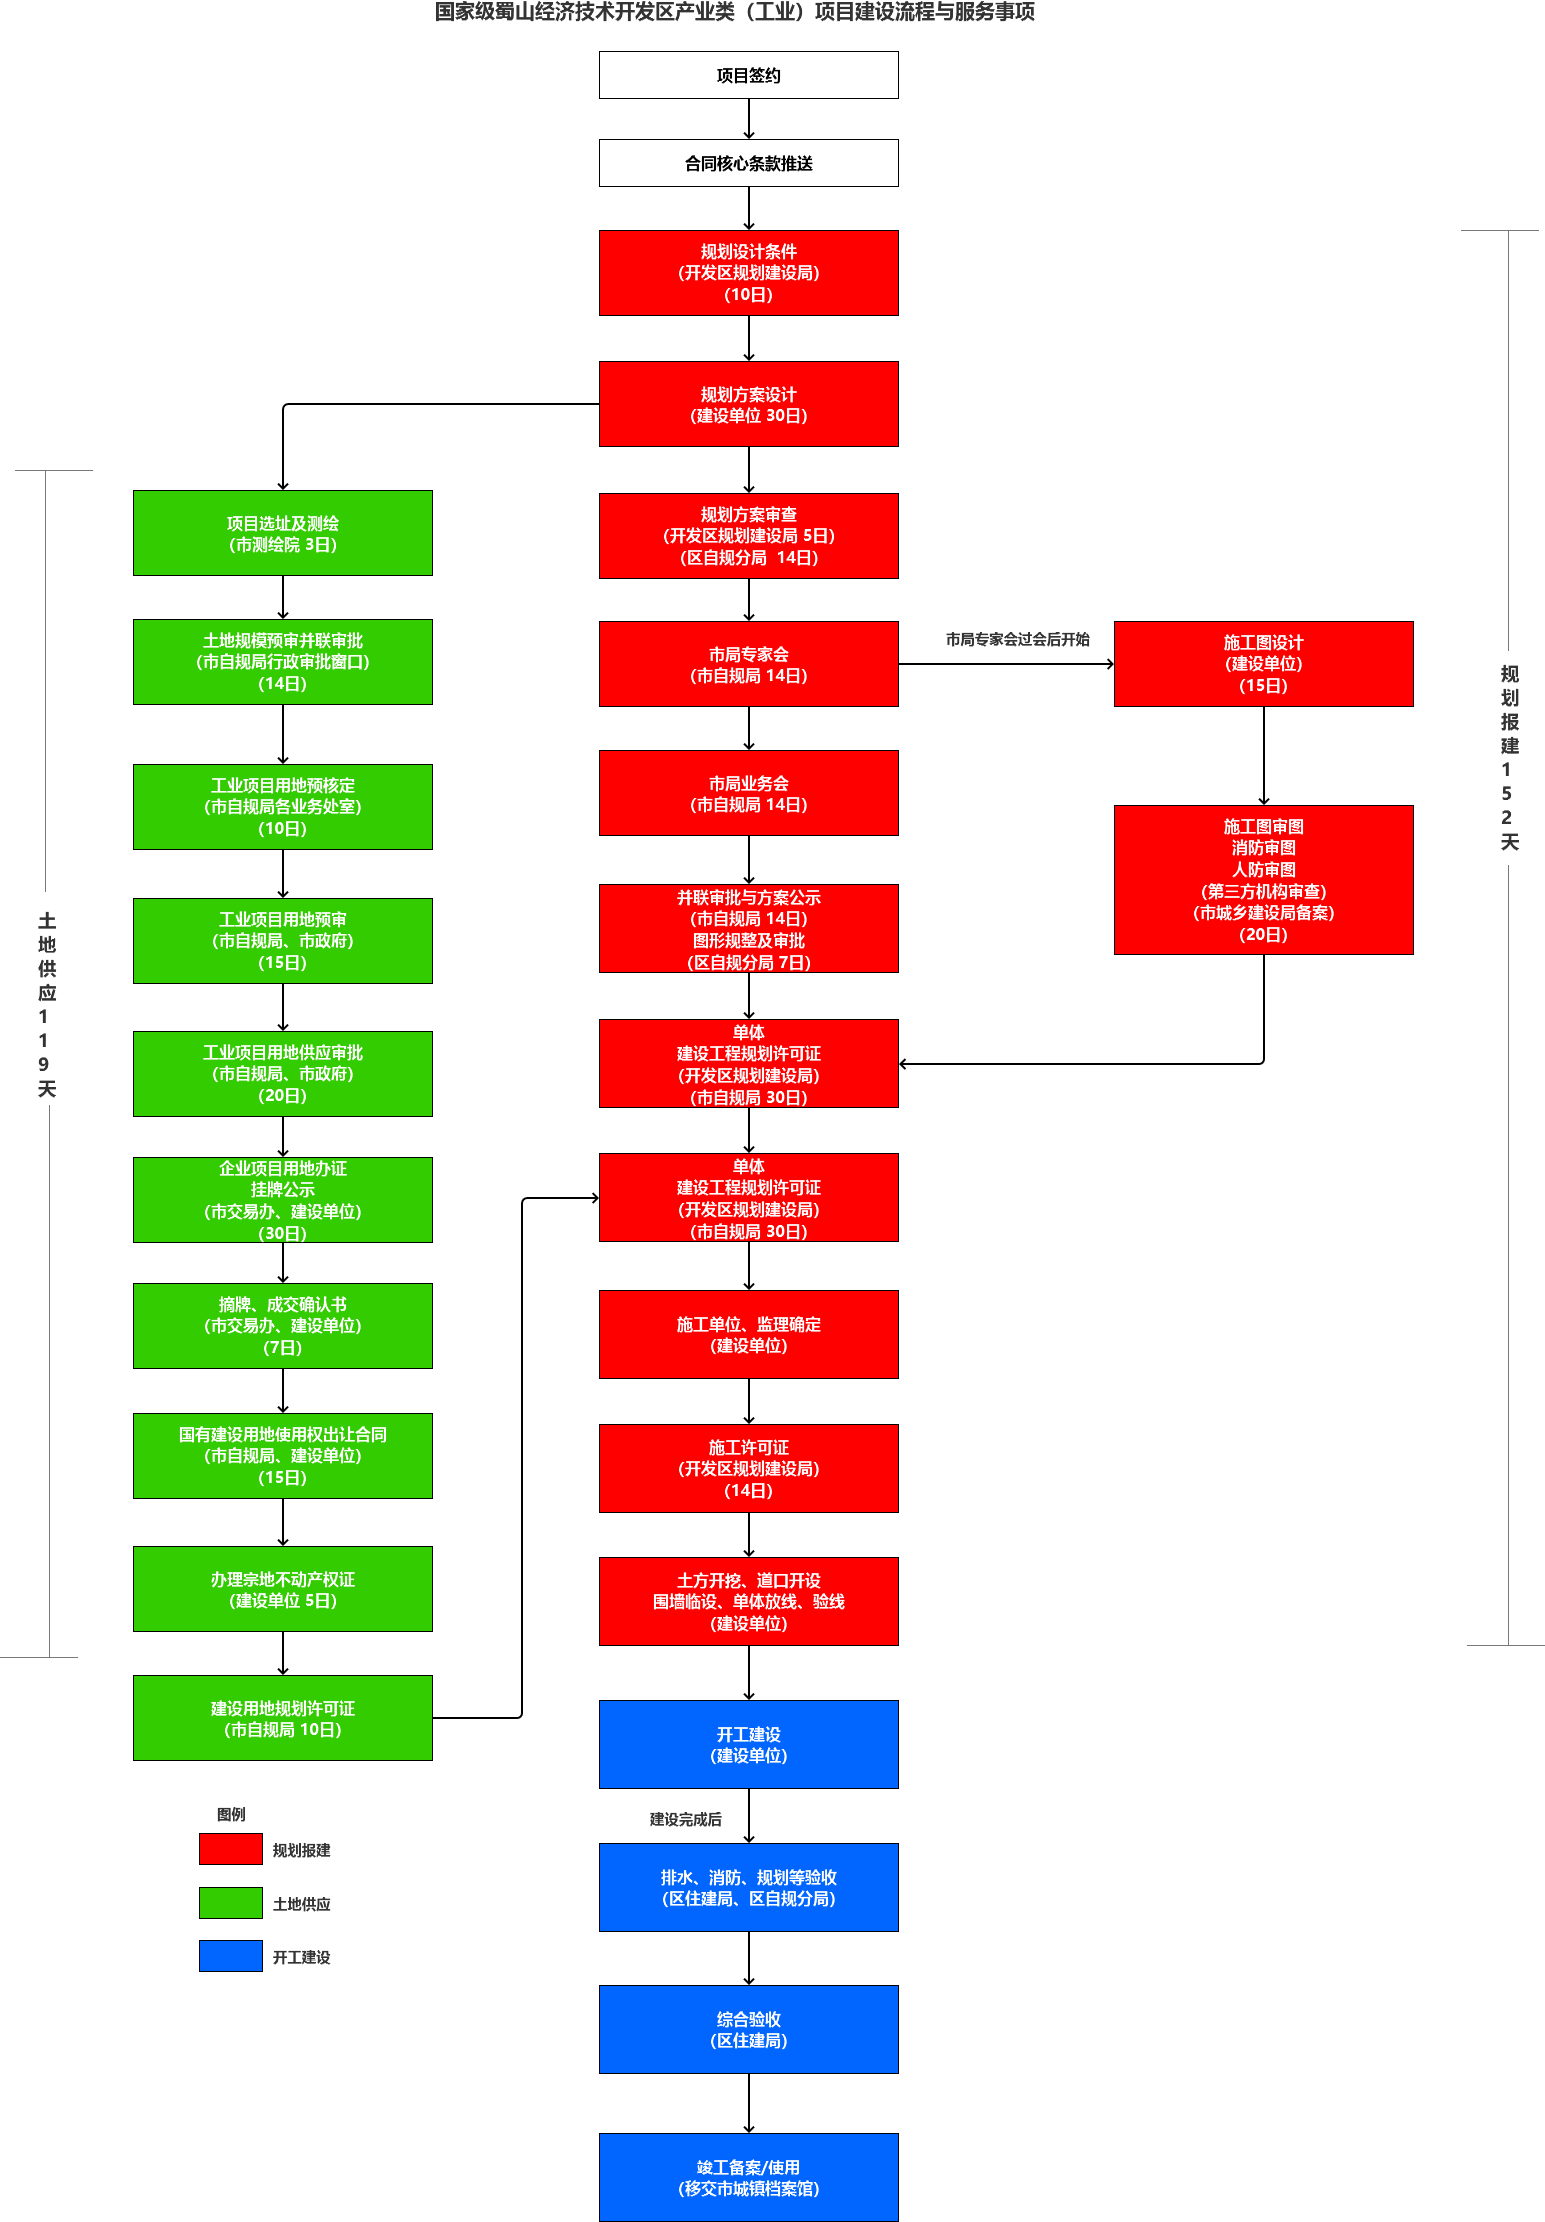 国家级蜀山经济技术开发区产业类（工业）项目建设流程与服务事项
项目签约
合同核心条款推送
规划设计条件
（开发区规划建设局）
（10日）
规划方案设计
（建设单位 30日）
规划方案审查
（开发区规划建设局 5日）
（区自规分局  14日）
市局专家会
（市自规局 14日）
市局专家会过会后开始
施工图设计
（建设单位）
（15日）
施工图审图
消防审图
人防审图
（第三方机构审查）
（市城乡建设局备案）
（20日）
市局业务会
（市自规局 14日）
并联审批与方案公示
（市自规局 14日）
图形规整及审批
（区自规分局 7日）
单体
建设工程规划许可证
（开发区规划建设局）
（市自规局 30日）
单体
建设工程规划许可证
（开发区规划建设局）
（市自规局 30日）
施工单位、监理确定
（建设单位）
施工许可证
（开发区规划建设局）
（14日）
土方开挖、道口开设
围墙临设、单体放线、验线
（建设单位）
开工建设
（建设单位）
建设完成后
排水、消防、规划等验收
（区住建局、区自规分局）
综合验收
（区住建局）
竣工备案/使用
（移交市城镇档案馆）
项目选址及测绘
（市测绘院 3日）
土地规模预审并联审批
（市自规局行政审批窗口）
（14日）
工业项目用地预核定
（市自规局各业务处室）
（10日）
工业项目用地预审
（市自规局、市政府）
（15日）
工业项目用地供应审批
（市自规局、市政府）
（20日）
企业项目用地办证
挂牌公示
（市交易办、建设单位）
（30日）
摘牌、成交确认书
（市交易办、建设单位）
（7日）
国有建设用地使用权出让合同
（市自规局、建设单位）
（15日）
办理宗地不动产权证
（建设单位 5日）
建设用地规划许可证
（市自规局 10日）
土地供应119天
规划报建152天
图例
规划报建
土地供应
开工建设